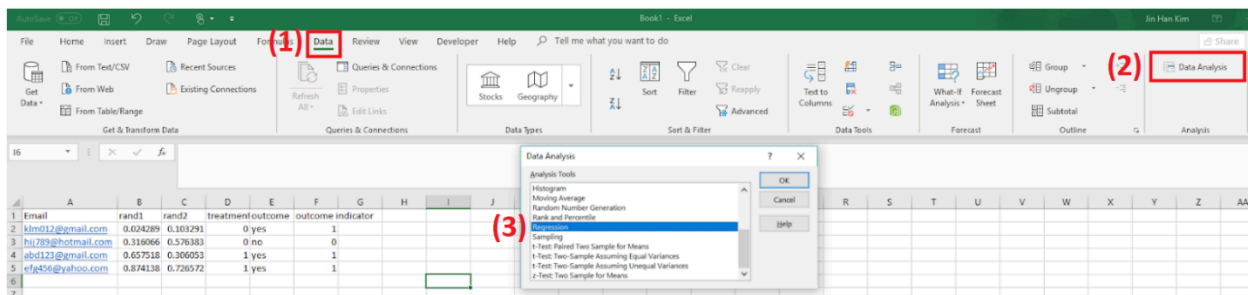 AutoSave Off Book1 - Excel Jin Han Kim
File Home Insert Draw Page Layout Formulas (1) Data Review View Developer Help Tell me what you want to do Share
From Text/CSV Recent Sources Queries & Connections Clear Group (2) Data Analysis
Get Data From Web Existing Connections Refresh All Properties Stocks Geography Sort Filter Reapply Text to Columns What-If Analysis Forecast Sheet Ungroup
From Table/Range Edit Links Advanced Subtotal
Get & Transform Data Queries & Connections Data Types Sort & Filter Data Tools Forecast Outline Analysis
I6 fx
Data Analysis ? X
Analysis Tools
Histogram
Moving Average
Random Number Generation
Rank and Percentile
(3) Regression
Sampling
t-Test: Paired Two Sample for Means
t-Test: Two-Sample Assuming Equal Variances
t-Test: Two-Sample Assuming Unequal Variances
z-Test: Two Sample for Means
OK
Cancel
Help
A B C D E F G H I J R S T U V W X Y Z AA
1 Email rand1 rand2 treatment outcome outcome indicator
2 klm012@gmail.com 0.024289 0.103291 0 yes 1
3 hij789@hotmail.com 0.316066 0.576383 0 no 0
4 abd123@gmail.com 0.657518 0.306053 1 yes 1
5 efg456@yahoo.com 0.874138 0.726572 1 yes 1
6
7